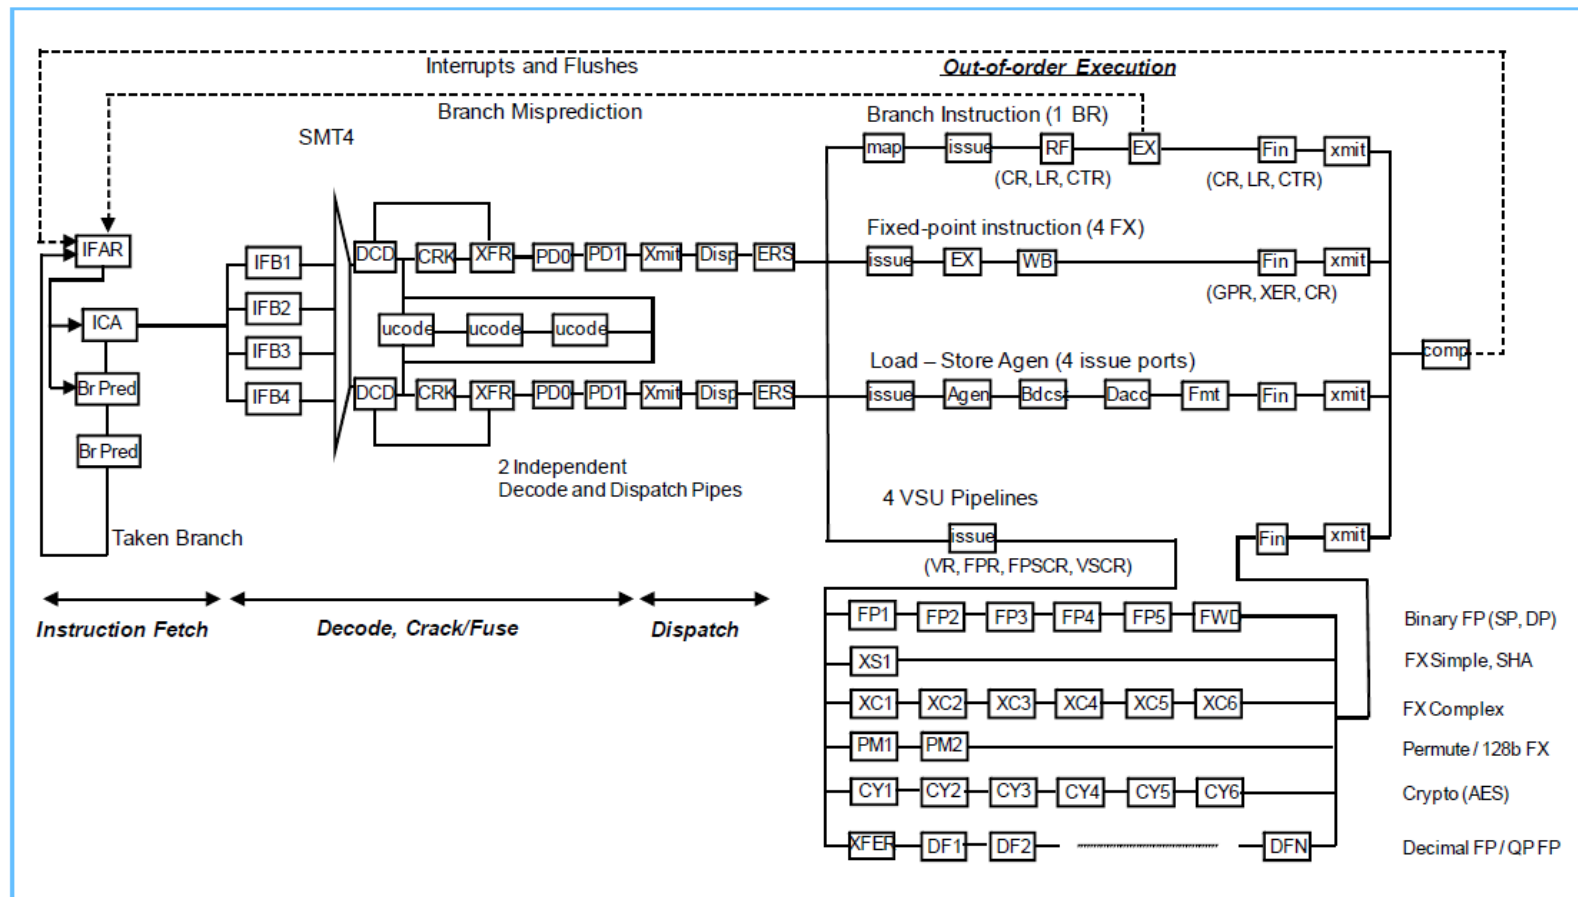 Interrupts and Flushes
Out-of-order Execution
Branch Misprediction
Branch Instruction (1 BR)
SMT4
map issue RF EX Fin xmit
(CR, LR, CTR) (CR, LR, CTR)
Fixed-point instruction (4 FX)
IFAR
IFB1 DCD CRK XFR PD0 PD1 Xmit Disp ERS issue EX WB Fin xmit
(GPR, XER, CR)
IFB2
ICA ucode ucode ucode
IFB3
comp
Load – Store Agen (4 issue ports)
Br Pred
IFB4 DCD CRK XFR PD0 PD1 Xmit Disp ERS issue Agen Bdcst Dacc Fmt Fin xmit
Br Pred
2 Independent
Decode and Dispatch Pipes
4 VSU Pipelines
Taken Branch
issue Fin xmit
(VR, FPR, FPSCR, VSCR)
Instruction Fetch Decode, Crack/Fuse Dispatch
FP1 FP2 FP3 FP4 FP5 FWD Binary FP (SP, DP)
XS1 FX Simple, SHA
XC1 XC2 XC3 XC4 XC5 XC6 FX Complex
PM1 PM2 Permute / 128b FX
CY1 CY2 CY3 CY4 CY5 CY6 Crypto (AES)
XFER DF1 DF2 DFN Decimal FP / QP FP